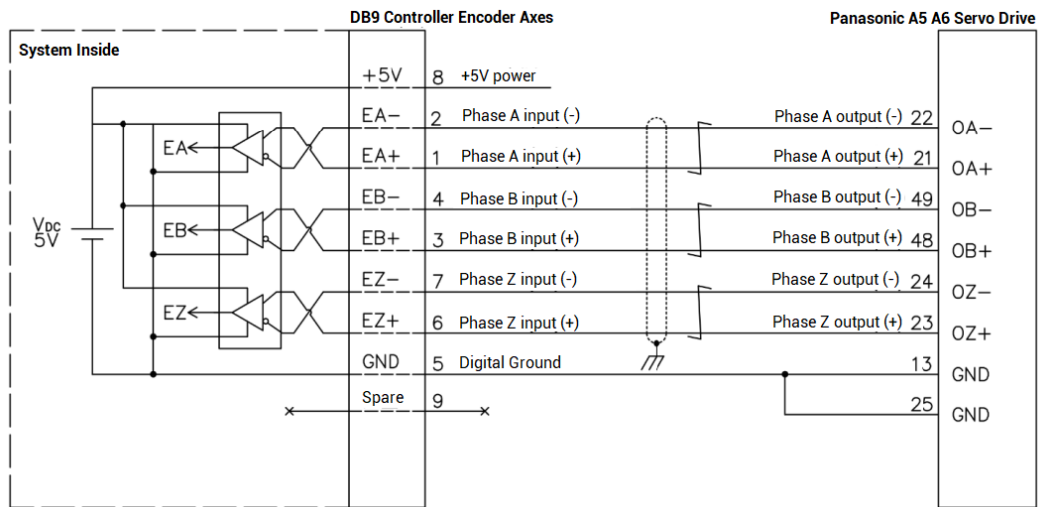 DB9 Controller Encoder Axes
Panasonic A5 A6 Servo Drive
System Inside
+5V 8 +5V power
EA− 2 Phase A input (-) Phase A output (-) 22 OA−
EA
EA+ 1 Phase A input (+) Phase A output (+) 21 OA+
EB− 4 Phase B input (-) Phase B output (-) 49 OB−
VDC
5V
EB
EB+ 3 Phase B input (+) Phase B output (+) 48 OB+
EZ− 7 Phase Z input (-) Phase Z output (-) 24 OZ−
EZ
EZ+ 6 Phase Z input (+) Phase Z output (+) 23 OZ+
GND 5 Digital Ground 13 GND
Spare 9
25 GND